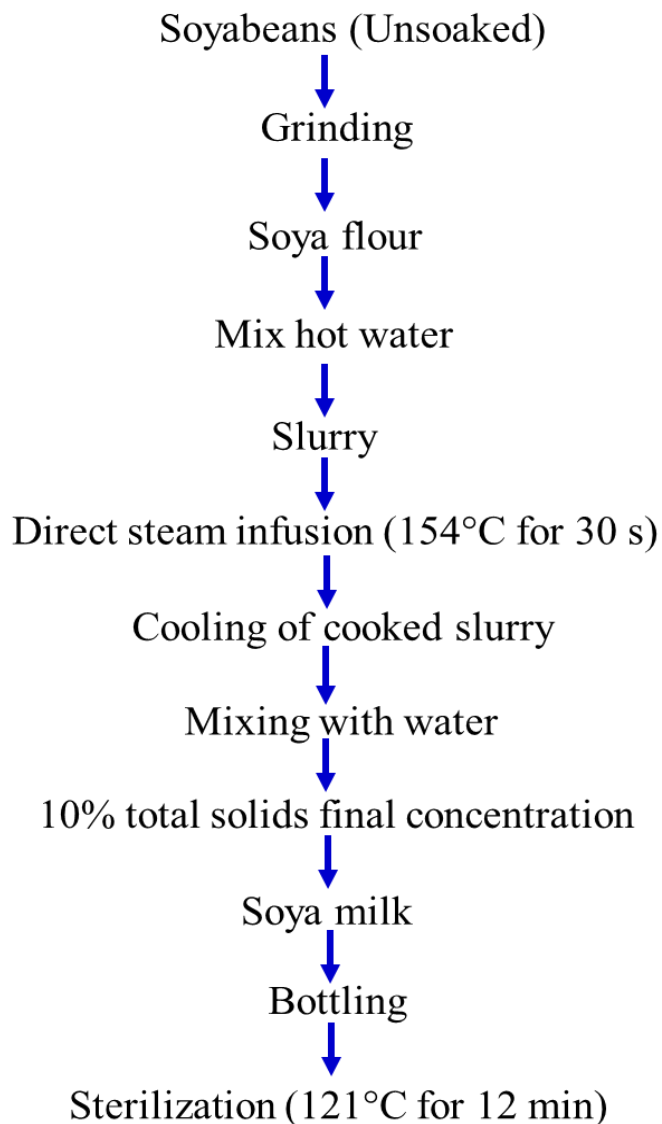 Soyabeans (Unsoaked)
Grinding
Soya flour
Mix hot water
Slurry
Direct steam infusion (154°C for 30 s)
Cooling of cooked slurry
Mixing with water
10% total solids final concentration
Soya milk
Bottling
Sterilization (121°C for 12 min)